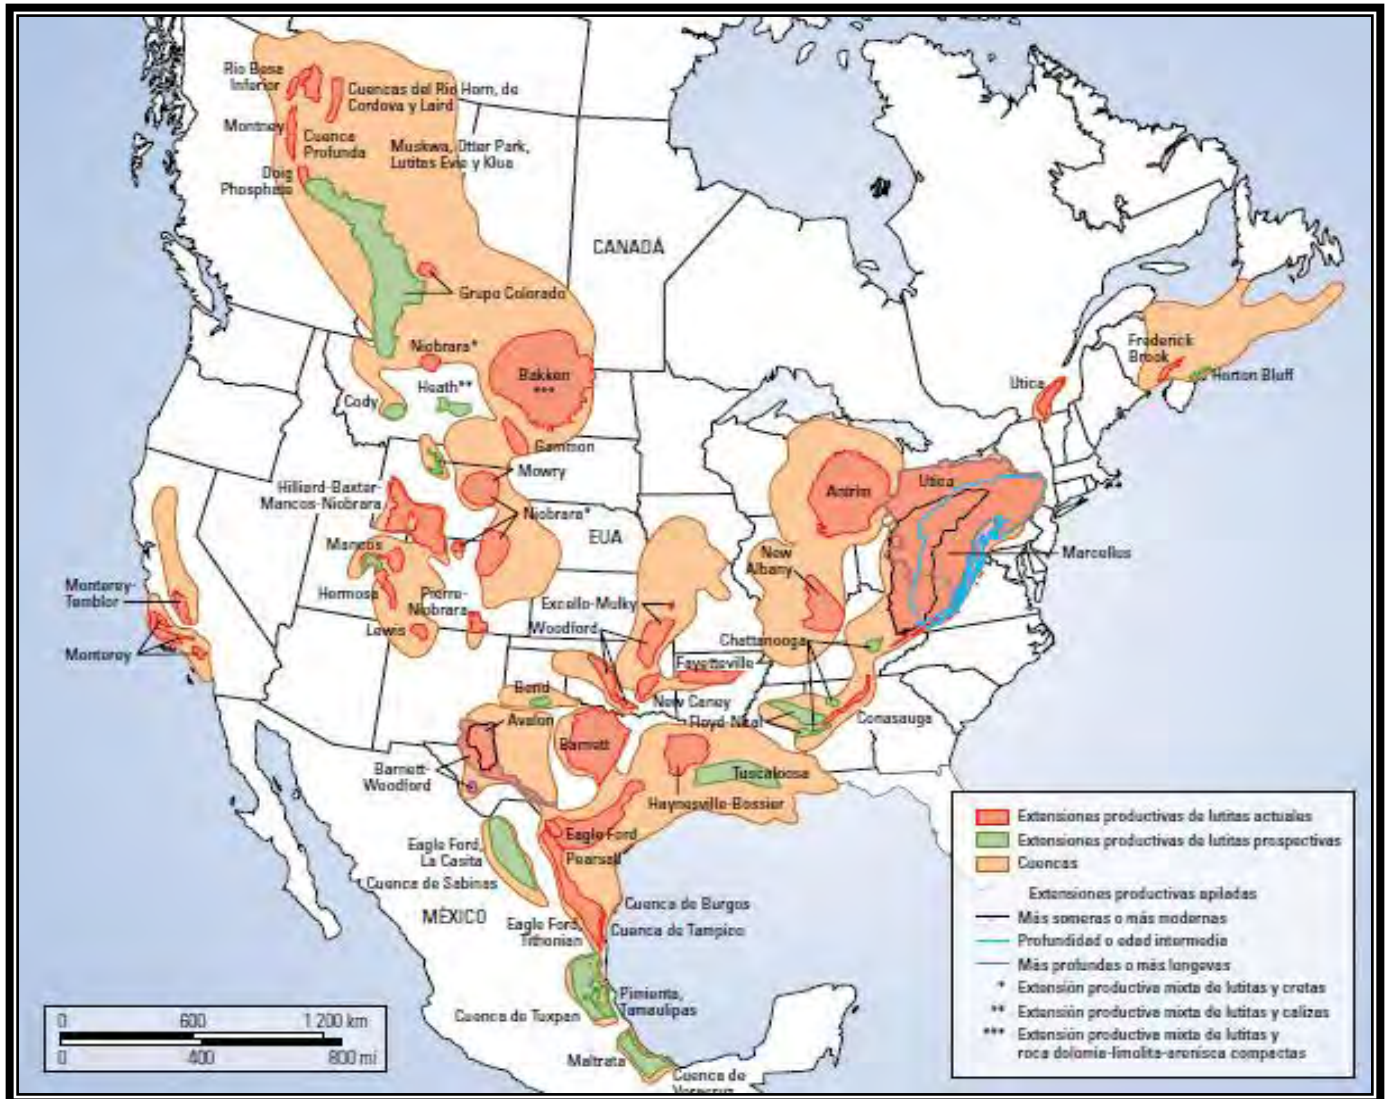 Río Base
Inferior
Cuencas del Río Horn, de
Cordova y Laird
Montney
Cuenca
Profunda
Muskwa, Otter Park,
Lutitas Evie y Klua
Doig
Phosphate
CANADÁ
Grupo Colorado
Niobrara*
Bakken
***
Heath**
Cody
Gammon
Mowry
Hilliard-Baxter-
Mancos-Niobrara
Niobrara*
EUA
Mancos
Hermosa
Pierre-
Niobrara
Lewis
Monterey-
Temblor
Monterey
Excello-Mulky
Woodford
Fayetteville
New Caney
Bend
Avalon
Barnett
Barnett-
Woodford
Antrim
New
Albany
Utica
Marcellus
Utica
Frederick
Brook
Horton Bluff
Chattanooga
Floyd-Neal
Conasauga
Tuscaloosa
Haynesville-Bossier
Eagle Ford
Pearsall
Eagle Ford,
La Casita
Cuenca de Sabinas
MÉXICO
Cuenca de Burgos
Eagle Ford,
Tithonian
Cuenca de Tampico
Pimienta,
Tamaulipas
Cuenca de Tuxpan
Maltrata
Cuenca de
Veracruz
0 600 1 200 km
0 400 800 mi
Extensiones productivas de lutitas actuales
Extensiones productivas de lutitas prospectivas
Cuencas
Extensiones productivas apiladas
Más someras o más modernas
Profundidad o edad intermedia
Más profundas o más longevas
* Extensión productiva mixta de lutitas y cretas
** Extensión productiva mixta de lutitas y calizas
*** Extensión productiva mixta de lutitas y
roca dolomia-limolita-arenisca compactas